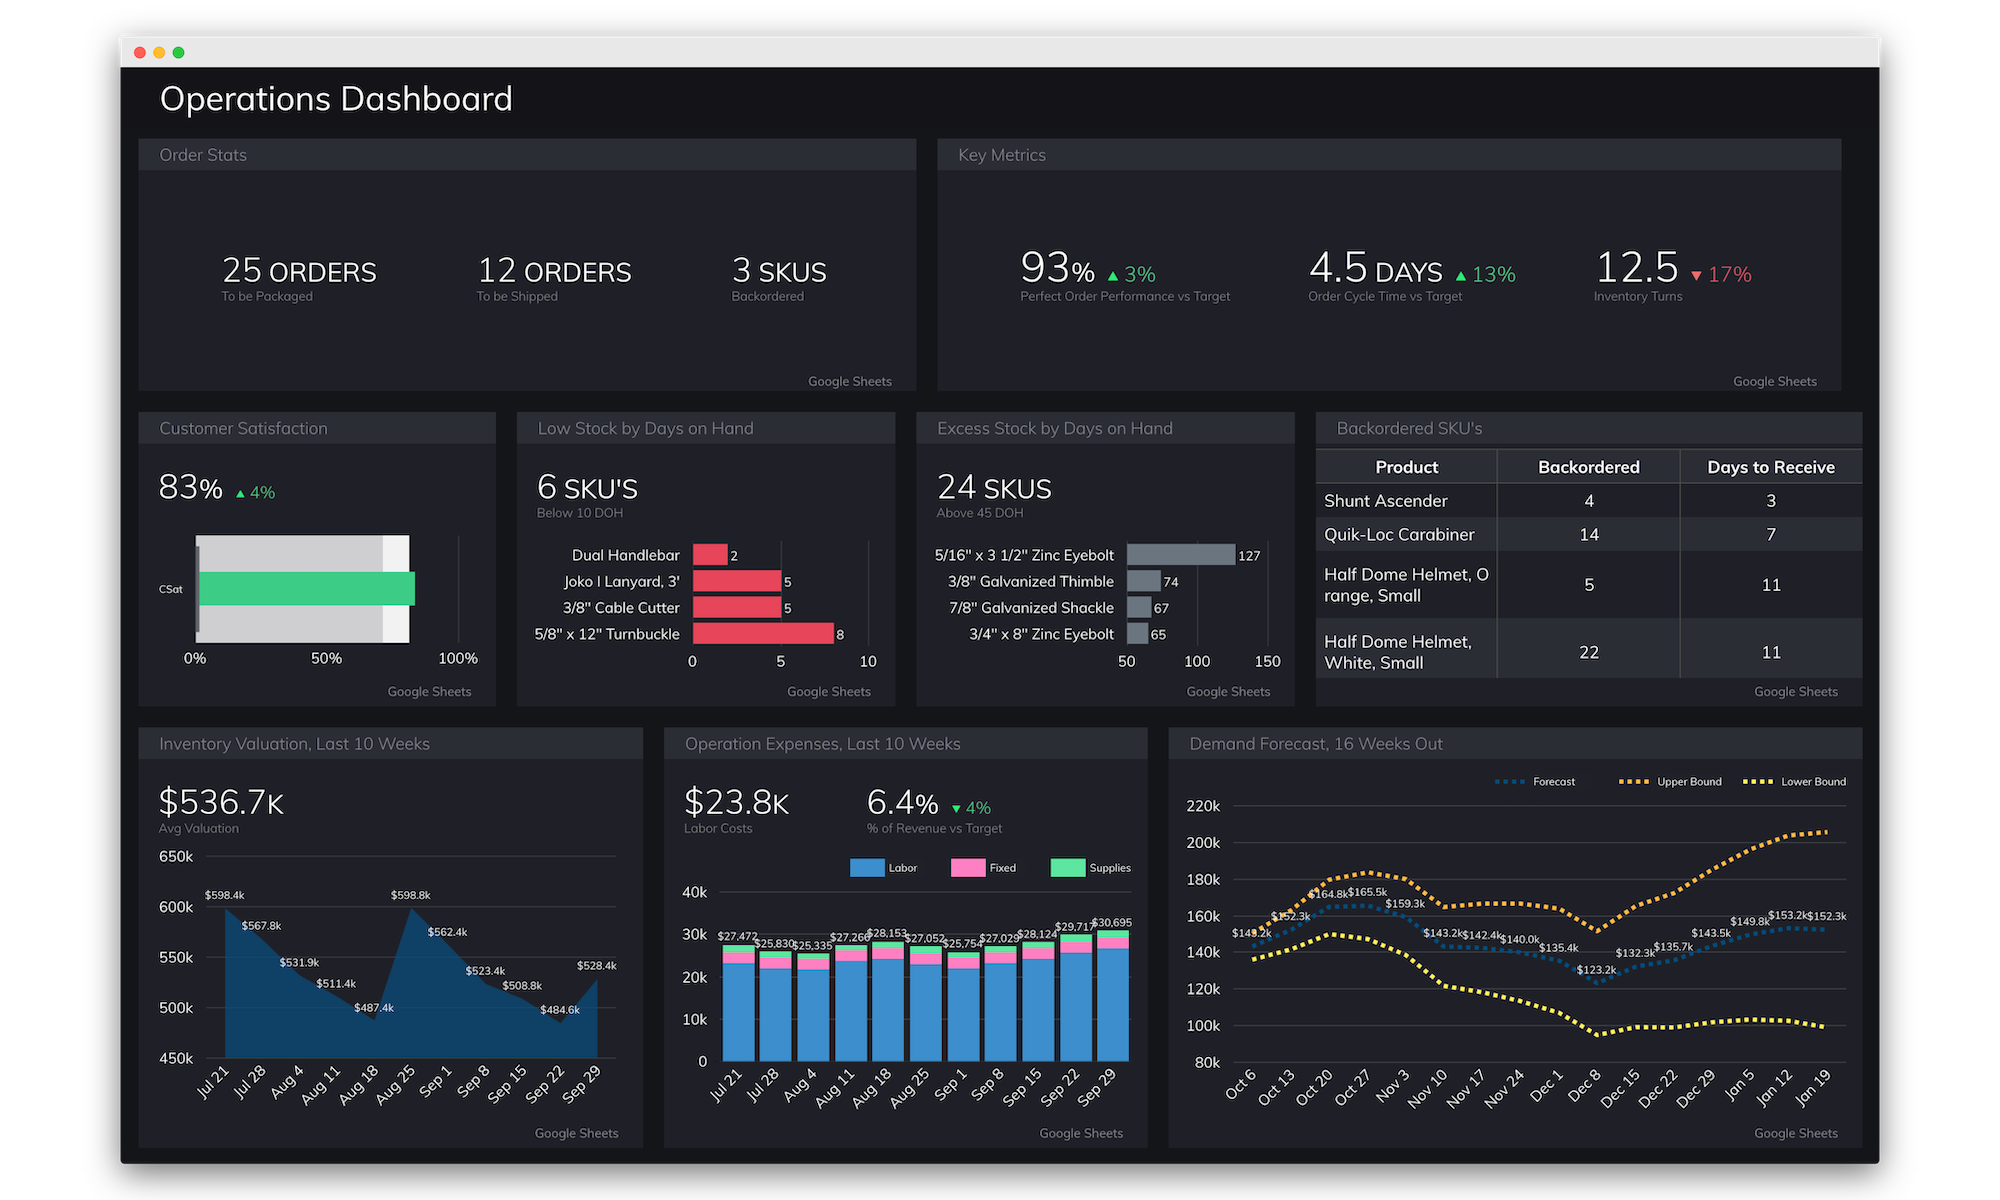 Operations Dashboard
Order Stats
25 ORDERS
To be Packaged
12 ORDERS
To be Shipped
3 SKUS
Backordered
Google Sheets
Key Metrics
93% ▲ 3%
Perfect Order Performance vs Target
4.5 DAYS ▲ 13%
Order Cycle Time vs Target
12.5 ▼ 17%
Inventory Turns
Google Sheets
Customer Satisfaction
83% ▲ 4%
CSat
0% 50% 100%
Google Sheets
Low Stock by Days on Hand
6 SKU'S
Below 10 DOH
Dual Handlebar 2
Joko I Lanyard, 3' 5
3/8" Cable Cutter 5
5/8" x 12" Turnbuckle 8
0 5 10
Google Sheets
Excess Stock by Days on Hand
24 SKUS
Above 45 DOH
5/16" x 3 1/2" Zinc Eyebolt 127
3/8" Galvanized Thimble 74
7/8" Galvanized Shackle 67
3/4" x 8" Zinc Eyebolt 65
50 100 150
Google Sheets
Backordered SKU's
Product Backordered Days to Receive
Shunt Ascender 4 3
Quik-Loc Carabiner 14 7
Half Dome Helmet, O
range, Small 5 11
Half Dome Helmet,
White, Small 22 11
Google Sheets
Inventory Valuation, Last 10 Weeks
$536.7K
Avg Valuation
650k
600k
550k
500k
450k
$598.4k $567.8k $531.9k $511.4k $487.4k $598.8k $562.4k $523.4k $508.8k $484.6k $528.4k
Jul 21 Jul 28 Aug 4 Aug 11 Aug 18 Aug 25 Sep 1 Sep 8 Sep 15 Sep 22 Sep 29
Google Sheets
Operation Expenses, Last 10 Weeks
$23.8K
Labor Costs
6.4% ▼ 4%
% of Revenue vs Target
Labor Fixed Supplies
40k
30k
20k
10k
0
$27,472 $25,830 $25,335 $27,266 $28,153 $27,052 $25,754 $27,029 $28,124 $29,717 $30,695
Jul 21 Jul 28 Aug 4 Aug 11 Aug 18 Aug 25 Sep 1 Sep 8 Sep 15 Sep 22 Sep 29
Google Sheets
Demand Forecast, 16 Weeks Out
Forecast Upper Bound Lower Bound
220k
200k
180k
160k
140k
120k
100k
80k
$152.3k $164.8k $165.5k $159.3k $143.2k $142.4k $140.0k $135.4k $123.2k $132.3k $135.7k $143.5k $149.8k $153.2k $152.3k
Oct 6 Oct 13 Oct 20 Oct 27 Nov 3 Nov 10 Nov 17 Nov 24 Dec 1 Dec 8 Dec 15 Dec 22 Dec 29 Jan 5 Jan 12 Jan 19
Google Sheets